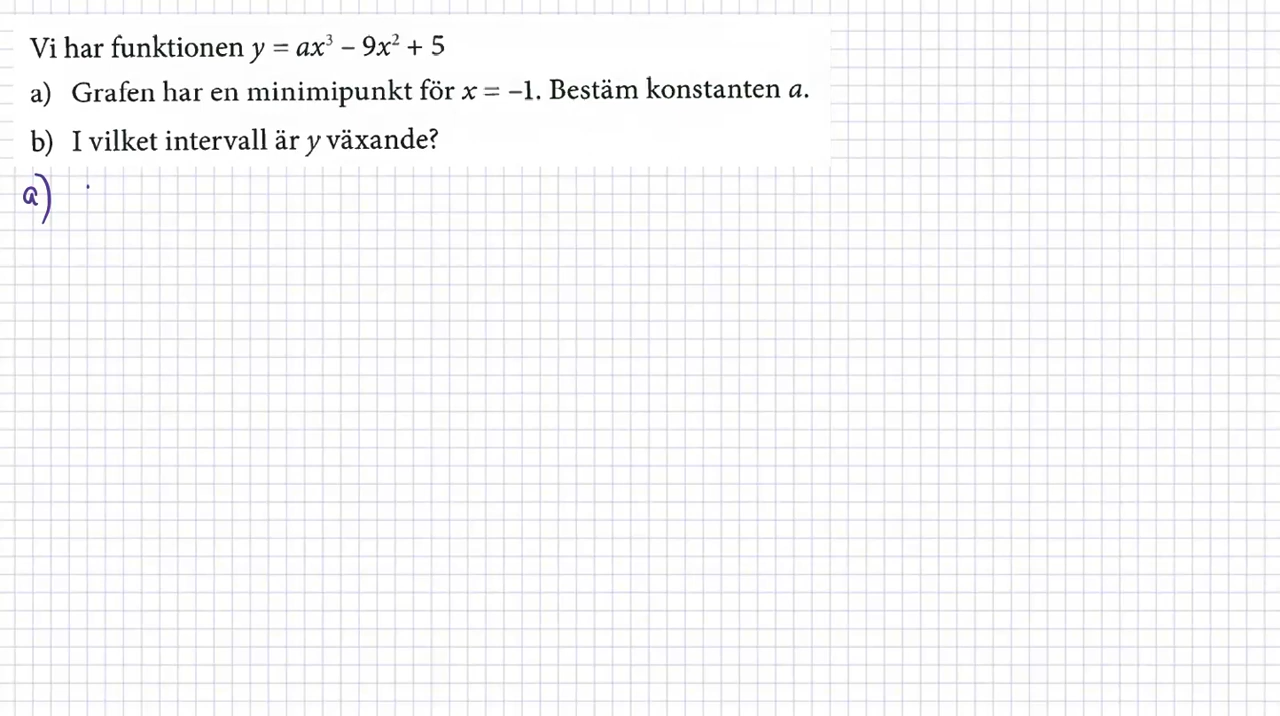 Vi har funktionen y = ax³ – 9x² + 5
a) Grafen har en minimipunkt för x = –1. Bestäm konstanten a.
b) I vilket intervall är y växande?
a)